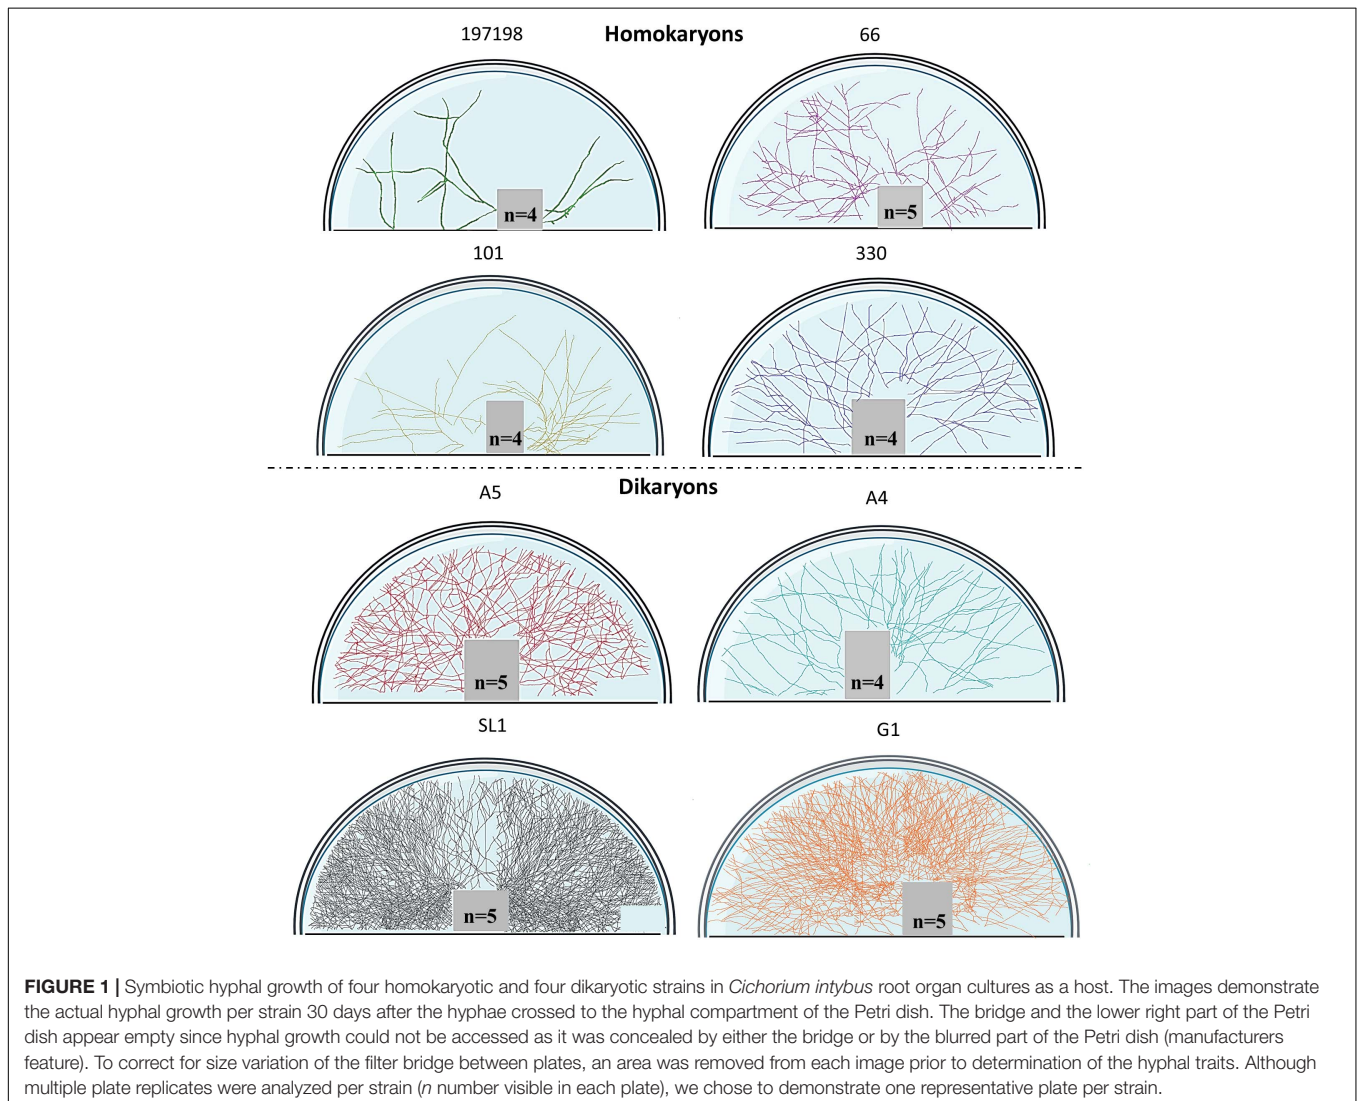 Homokaryons
197198
66
n=4
n=5
101
330
n=4
n=4
Dikaryons
A5
A4
n=5
n=4
SL1
G1
n=5
n=5
FIGURE 1 | Symbiotic hyphal growth of four homokaryotic and four dikaryotic strains in Cichorium intybus root organ cultures as a host. The images demonstrate
the actual hyphal growth per strain 30 days after the hyphae crossed to the hyphal compartment of the Petri dish. The bridge and the lower right part of the Petri
dish appear empty since hyphal growth could not be accessed as it was concealed by either the bridge or by the blurred part of the Petri dish (manufacturers
feature). To correct for size variation of the filter bridge between plates, an area was removed from each image prior to determination of the hyphal traits. Although
multiple plate replicates were analyzed per strain (n number visible in each plate), we chose to demonstrate one representative plate per strain.